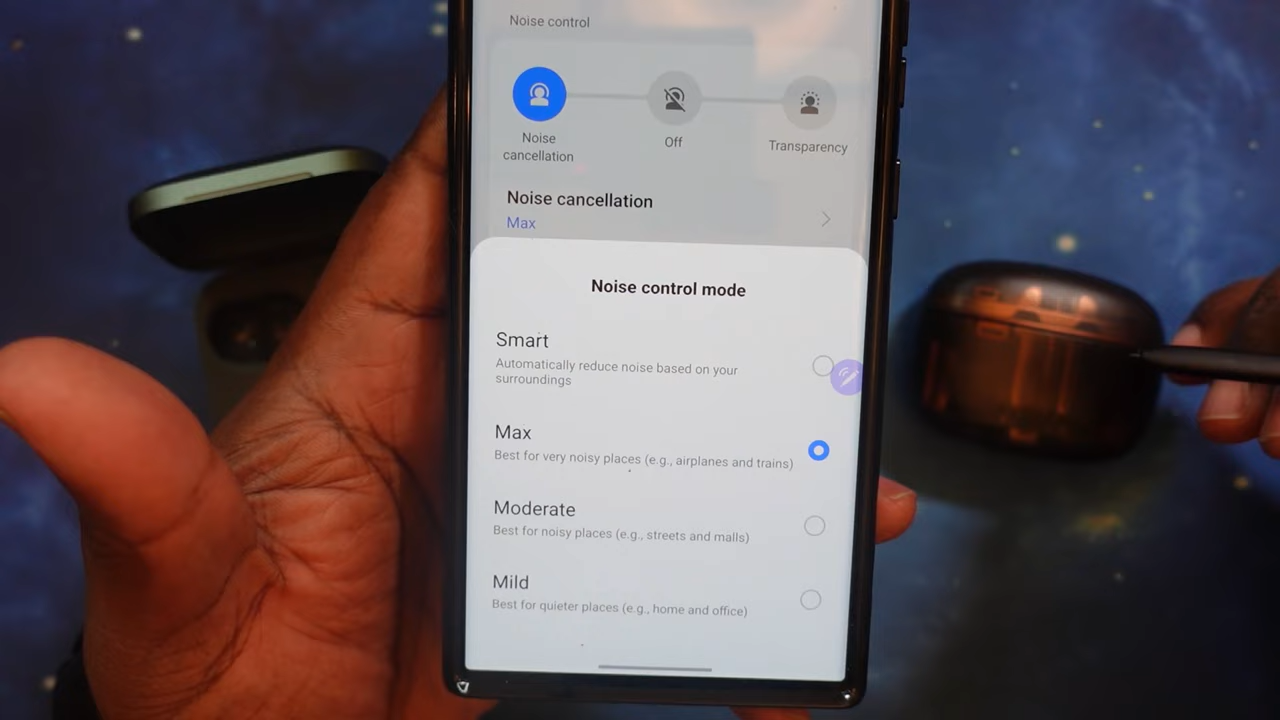 Noise control
Noise
cancellation
Off
Transparency
Noise cancellation
Max
Noise control mode
Smart
Automatically reduce noise based on your
surroundings
Max
Best for very noisy places (e.g., airplanes and trains)
Moderate
Best for noisy places (e.g., streets and malls)
Mild
Best for quieter places (e.g., home and office)